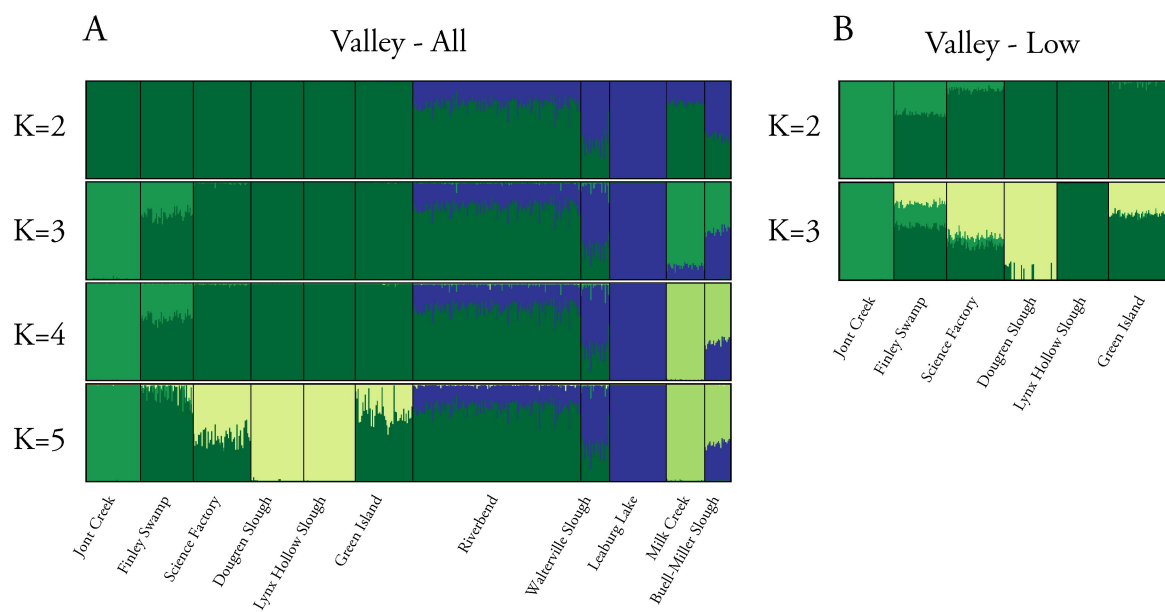 A
Valley - All
K=2
K=3
K=4
K=5
Jont Creek
Finley Swamp
Science Factory
Dougren Slough
Lynx Hollow Slough
Green Island
Riverbend
Walterville Slough
Leaburg Lake
Milk Creek
Buell-Miller Slough
B
Valley - Low
K=2
K=3
Jont Creek
Finley Swamp
Science Factory
Dougren Slough
Lynx Hollow Slough
Green Island